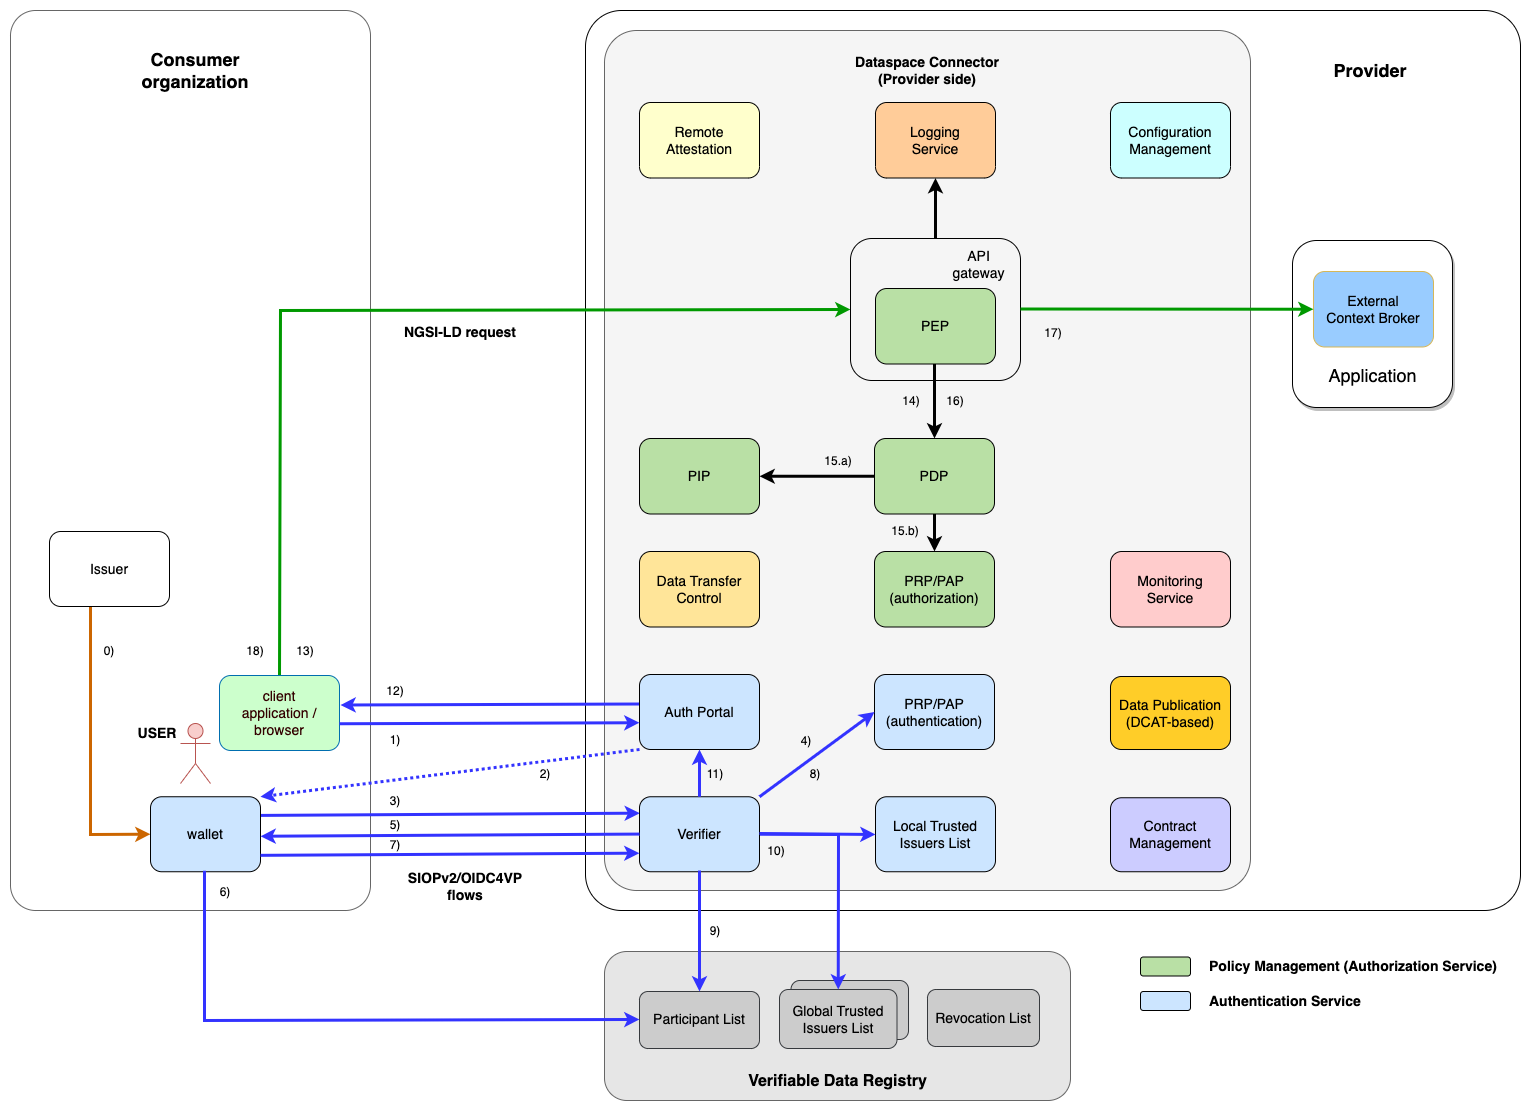 Consumer
organization
Dataspace Connector
(Provider side)
Provider
Remote
Attestation
Logging
Service
Configuration
Management
API
gateway
PEP
External
Context Broker
Application
NGSI-LD request
17)
14)
16)
PIP
15.a)
PDP
15.b)
Issuer
Data Transfer
Control
PRP/PAP
(authorization)
Monitoring
Service
0)
18)
13)
client
application /
browser
USER
12)
1)
Auth Portal
PRP/PAP
(authentication)
Data Publication
(DCAT-based)
2)
11)
4)
8)
wallet
3)
5)
7)
Verifier
10)
Local Trusted
Issuers List
Contract
Management
6)
SIOPv2/OIDC4VP
flows
9)
Participant List
Global Trusted
Issuers List
Revocation List
Verifiable Data Registry
Policy Management (Authorization Service)
Authentication Service